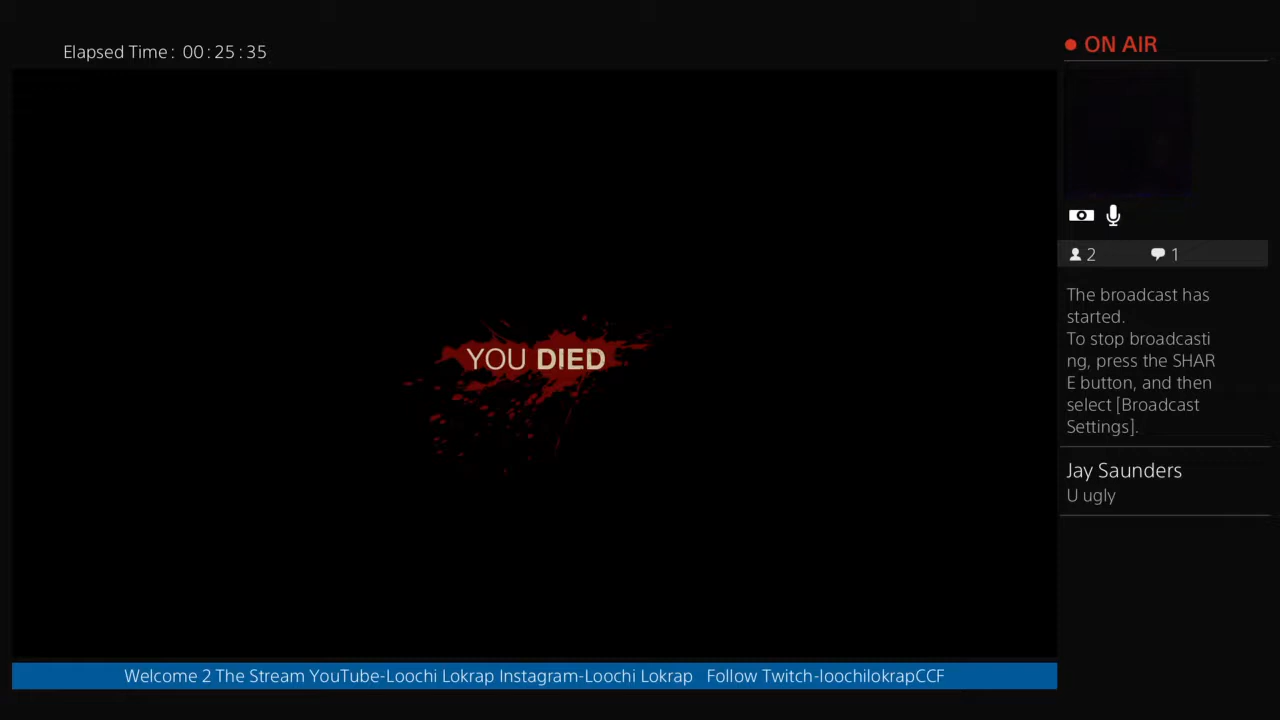 Elapsed Time: 00:25:35
ON AIR
2
1
The broadcast has
started.
To stop broadcasti
ng, press the SHAR
E button, and then
select [Broadcast
Settings].
Jay Saunders
U ugly
YOU DIED
Welcome 2 The Stream YouTube-Loochi Lokrap Instagram-Loochi Lokrap Follow Twitch-loochilokrapCCF